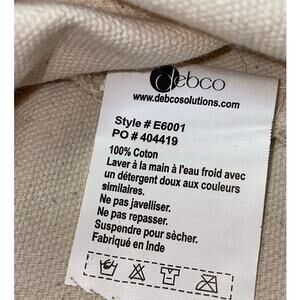 debco
www.debcosolutions.com
Style # E6001
PO # 404419
100% Coton
Laver à la main à l'eau froid avec
un détergent doux aux couleurs
similaires.
Ne pas javelliser.
Ne pas repasser.
Suspendre pour sècher.
Fabriqué en Inde